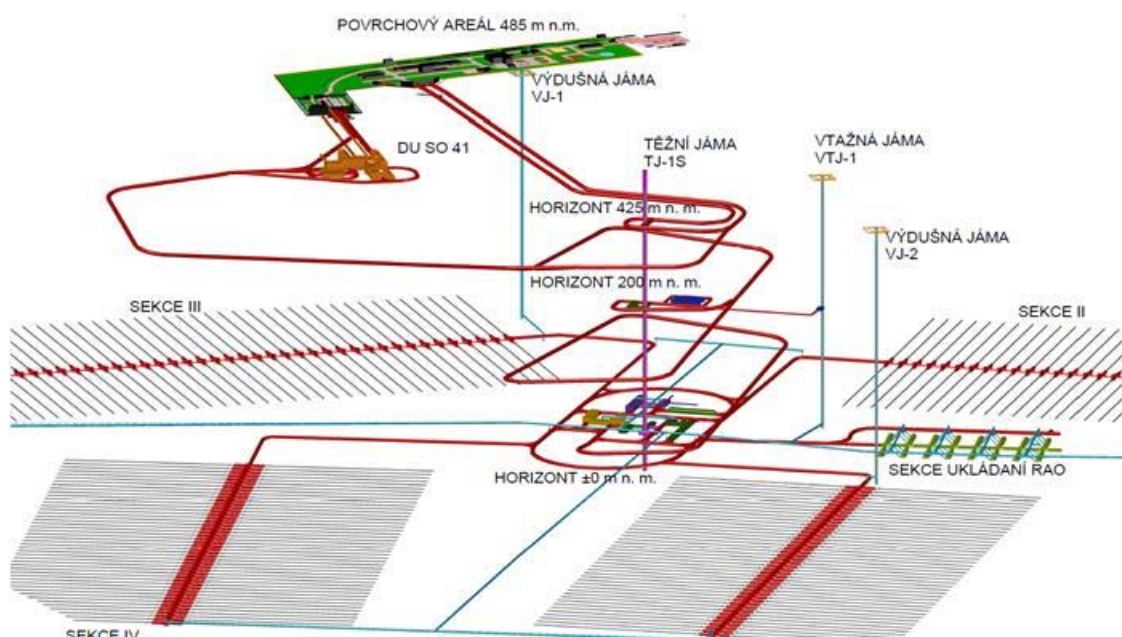 POVRCHOVÝ AREÁL 485 m n.m.
VÝDUŠNÁ JÁMA
VJ-1
DU SO 41
TĚŽNÍ JÁMA
TJ-1S
VTAŽNÁ JÁMA
VTJ-1
HORIZONT 425 m n. m.
VÝDUŠNÁ JÁMA
VJ-2
HORIZONT 200 m n. m.
SEKCE III
SEKCE II
SEKCE UKLÁDANÍ RAO
HORIZONT ±0 m n. m.
SEKCE IV